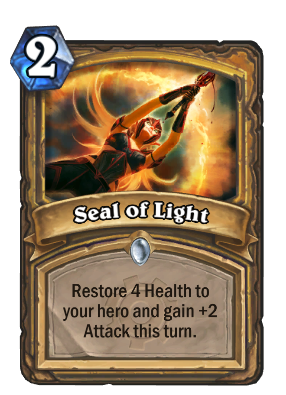 2
Seal of Light
Restore 4 Health to
your hero and gain +2
Attack this turn.